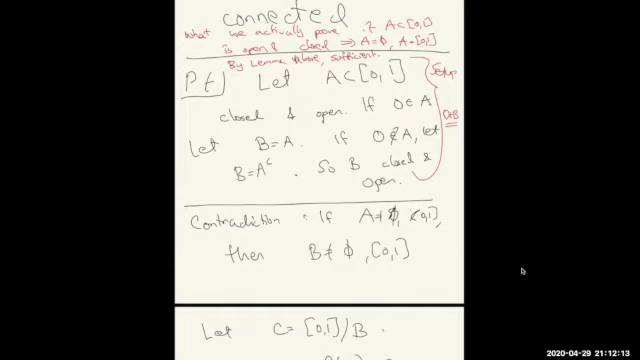 connected
What we actually prove if A⊂[0,1]
is open & closed ⟹ A=ϕ, A=[0,1]
By Lemma above, sufficient.
Pf Let A⊂[0,1]
Setup
closed & open. If 0∈A
0∈B
Let B=A. if 0∉A, let
B=A^c. So B closed &
open.
Contradiction: If A≠ϕ, [0,1],
then B≠ϕ, [0,1]
Let C=[0,1]/B.
2020-04-29 21:12:13